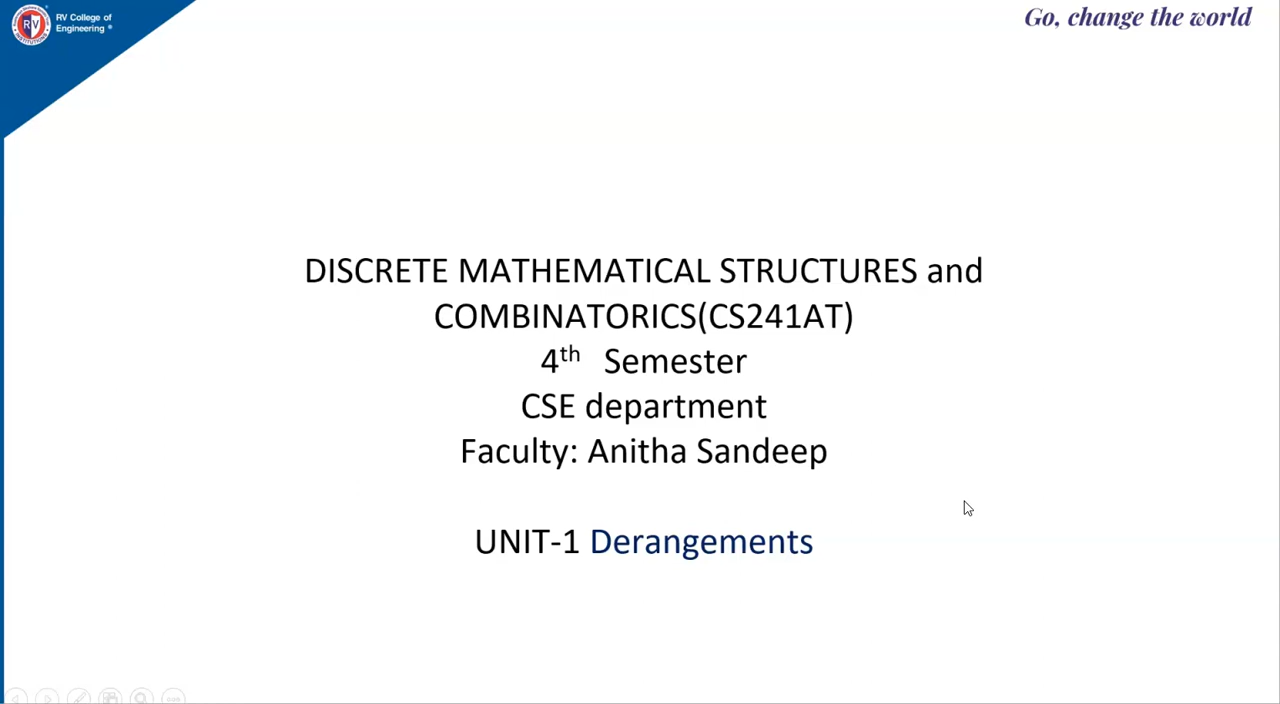 RV College of
Engineering ®
Go, change the world
DISCRETE MATHEMATICAL STRUCTURES and
COMBINATORICS(CS241AT)
4th Semester
CSE department
Faculty: Anitha Sandeep
UNIT-1 Derangements